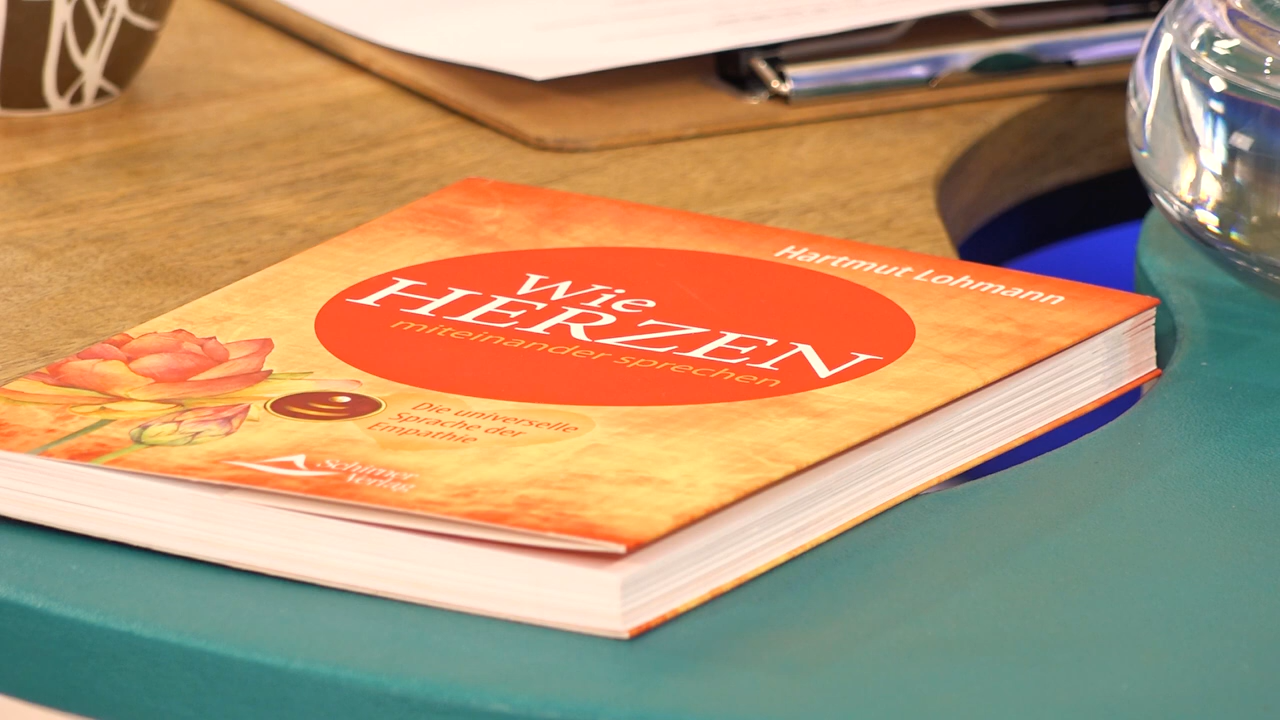 Hartmut Lohmann
Wie
HERZEN
miteinander sprechen
Die universelle
Sprache der
Empathie
Schirner
Verlag